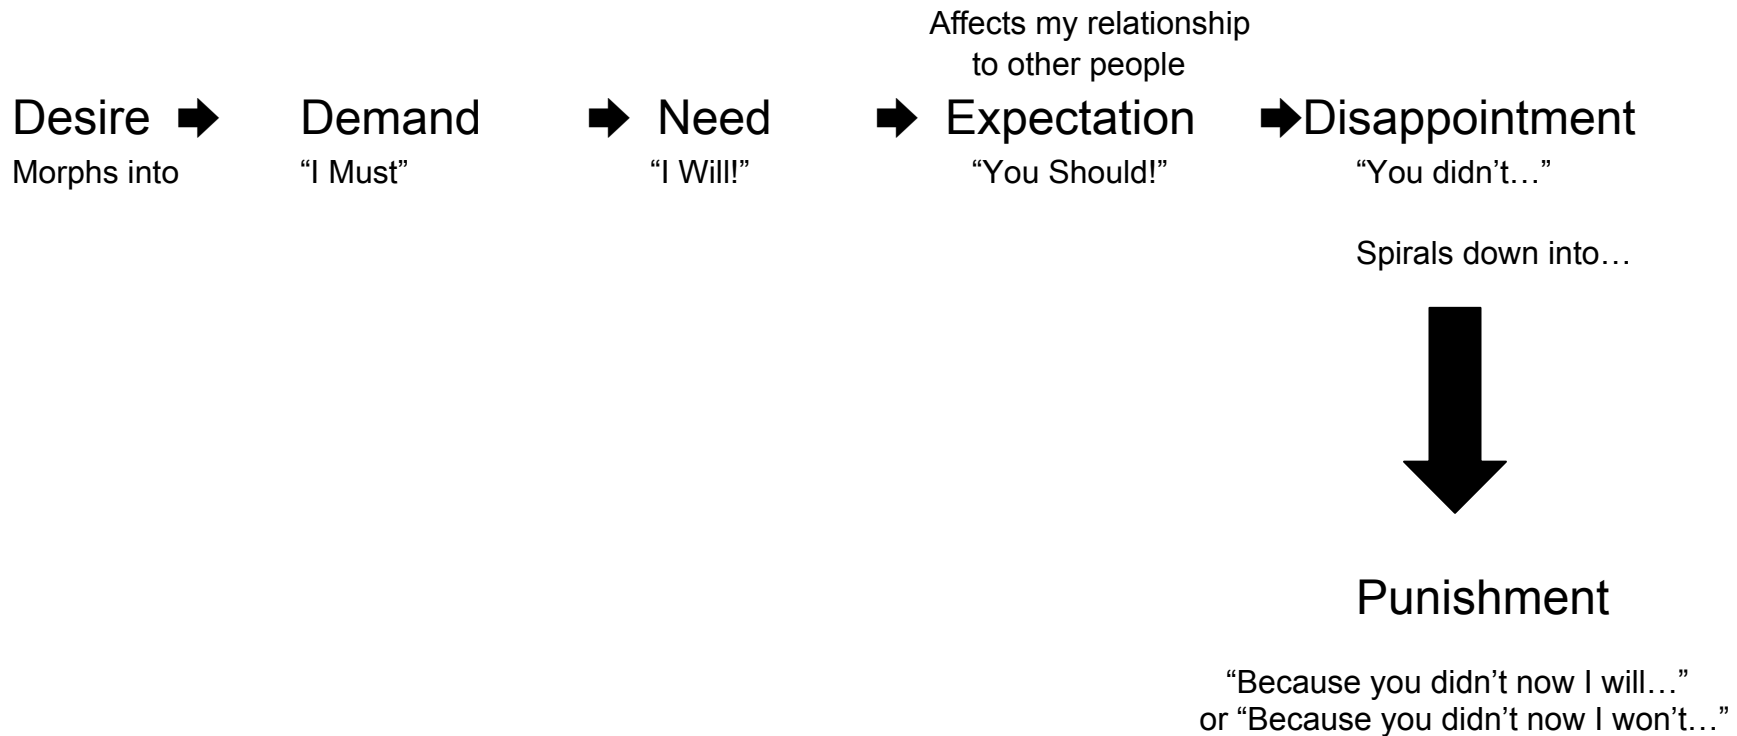 Affects my relationship
to other people
Desire Demand Need Expectation Disappointment
Morphs into “I Must” “I Will!” “You Should!” “You didn’t…”
Spirals down into…
Punishment
“Because you didn’t now I will…”
or “Because you didn’t now I won’t…”